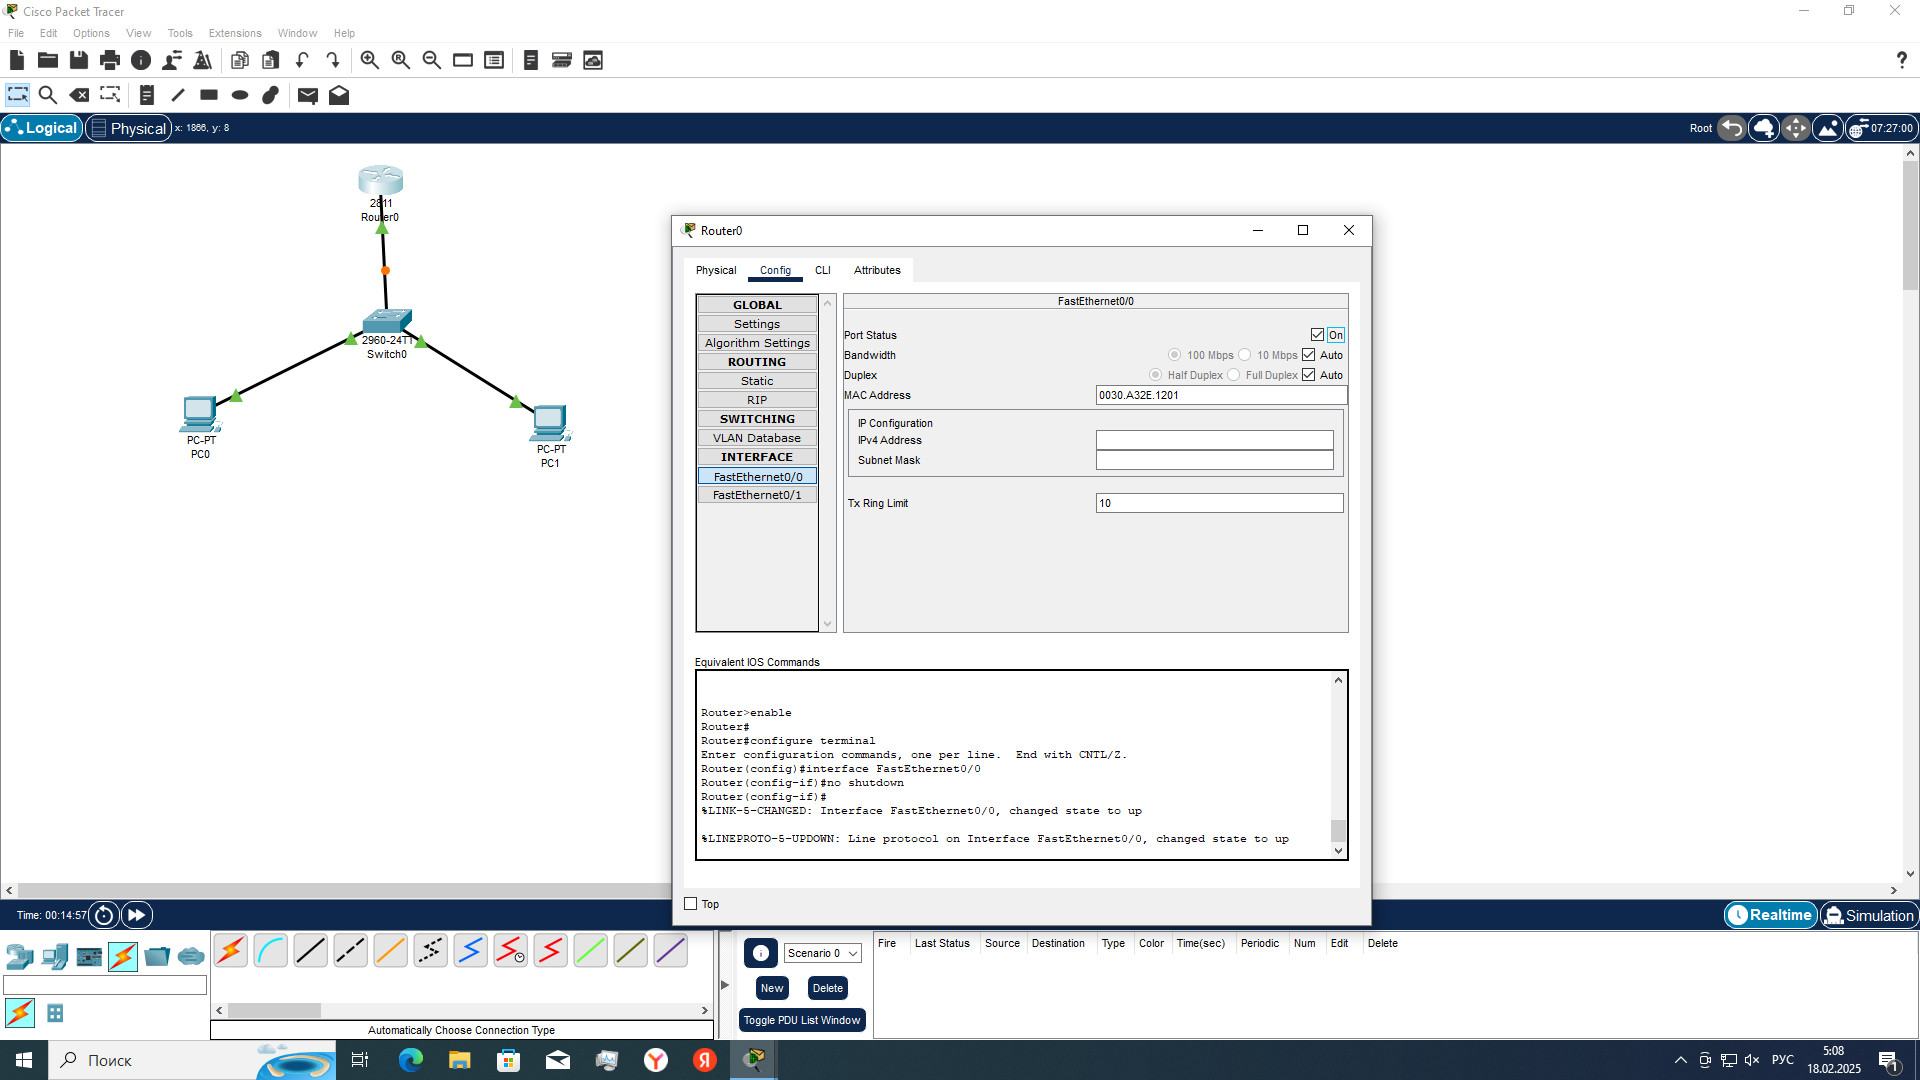 Cisco Packet Tracer
File Edit Options View Tools Extensions Window Help
Logical Physical x: 1866, y: 8 Root 07:27:00
2811
Router0
2960-24TT
Switch0
PC-PT
PC0
PC-PT
PC1
Router0
Physical Config CLI Attributes
GLOBAL
Settings
Algorithm Settings
ROUTING
Static
RIP
SWITCHING
VLAN Database
INTERFACE
FastEthernet0/0
FastEthernet0/1
FastEthernet0/0
Port Status On
Bandwidth 100 Mbps 10 Mbps Auto
Duplex Half Duplex Full Duplex Auto
MAC Address 0030.A32E.1201
IP Configuration
IPv4 Address
Subnet Mask
Tx Ring Limit 10
Equivalent IOS Commands
Router>enable
Router#
Router#configure terminal
Enter configuration commands, one per line. End with CNTL/Z.
Router(config)#interface FastEthernet0/0
Router(config-if)#no shutdown
Router(config-if)#
%LINK-5-CHANGED: Interface FastEthernet0/0, changed state to up
%LINEPROTO-5-UPDOWN: Line protocol on Interface FastEthernet0/0, changed state to up
Top
Time: 00:14:57 Realtime Simulation
Scenario 0
New Delete
Toggle PDU List Window
Fire Last Status Source Destination Type Color Time(sec) Periodic Num Edit Delete
Automatically Choose Connection Type
Поиск
РУС
5:08
18.02.2025
1